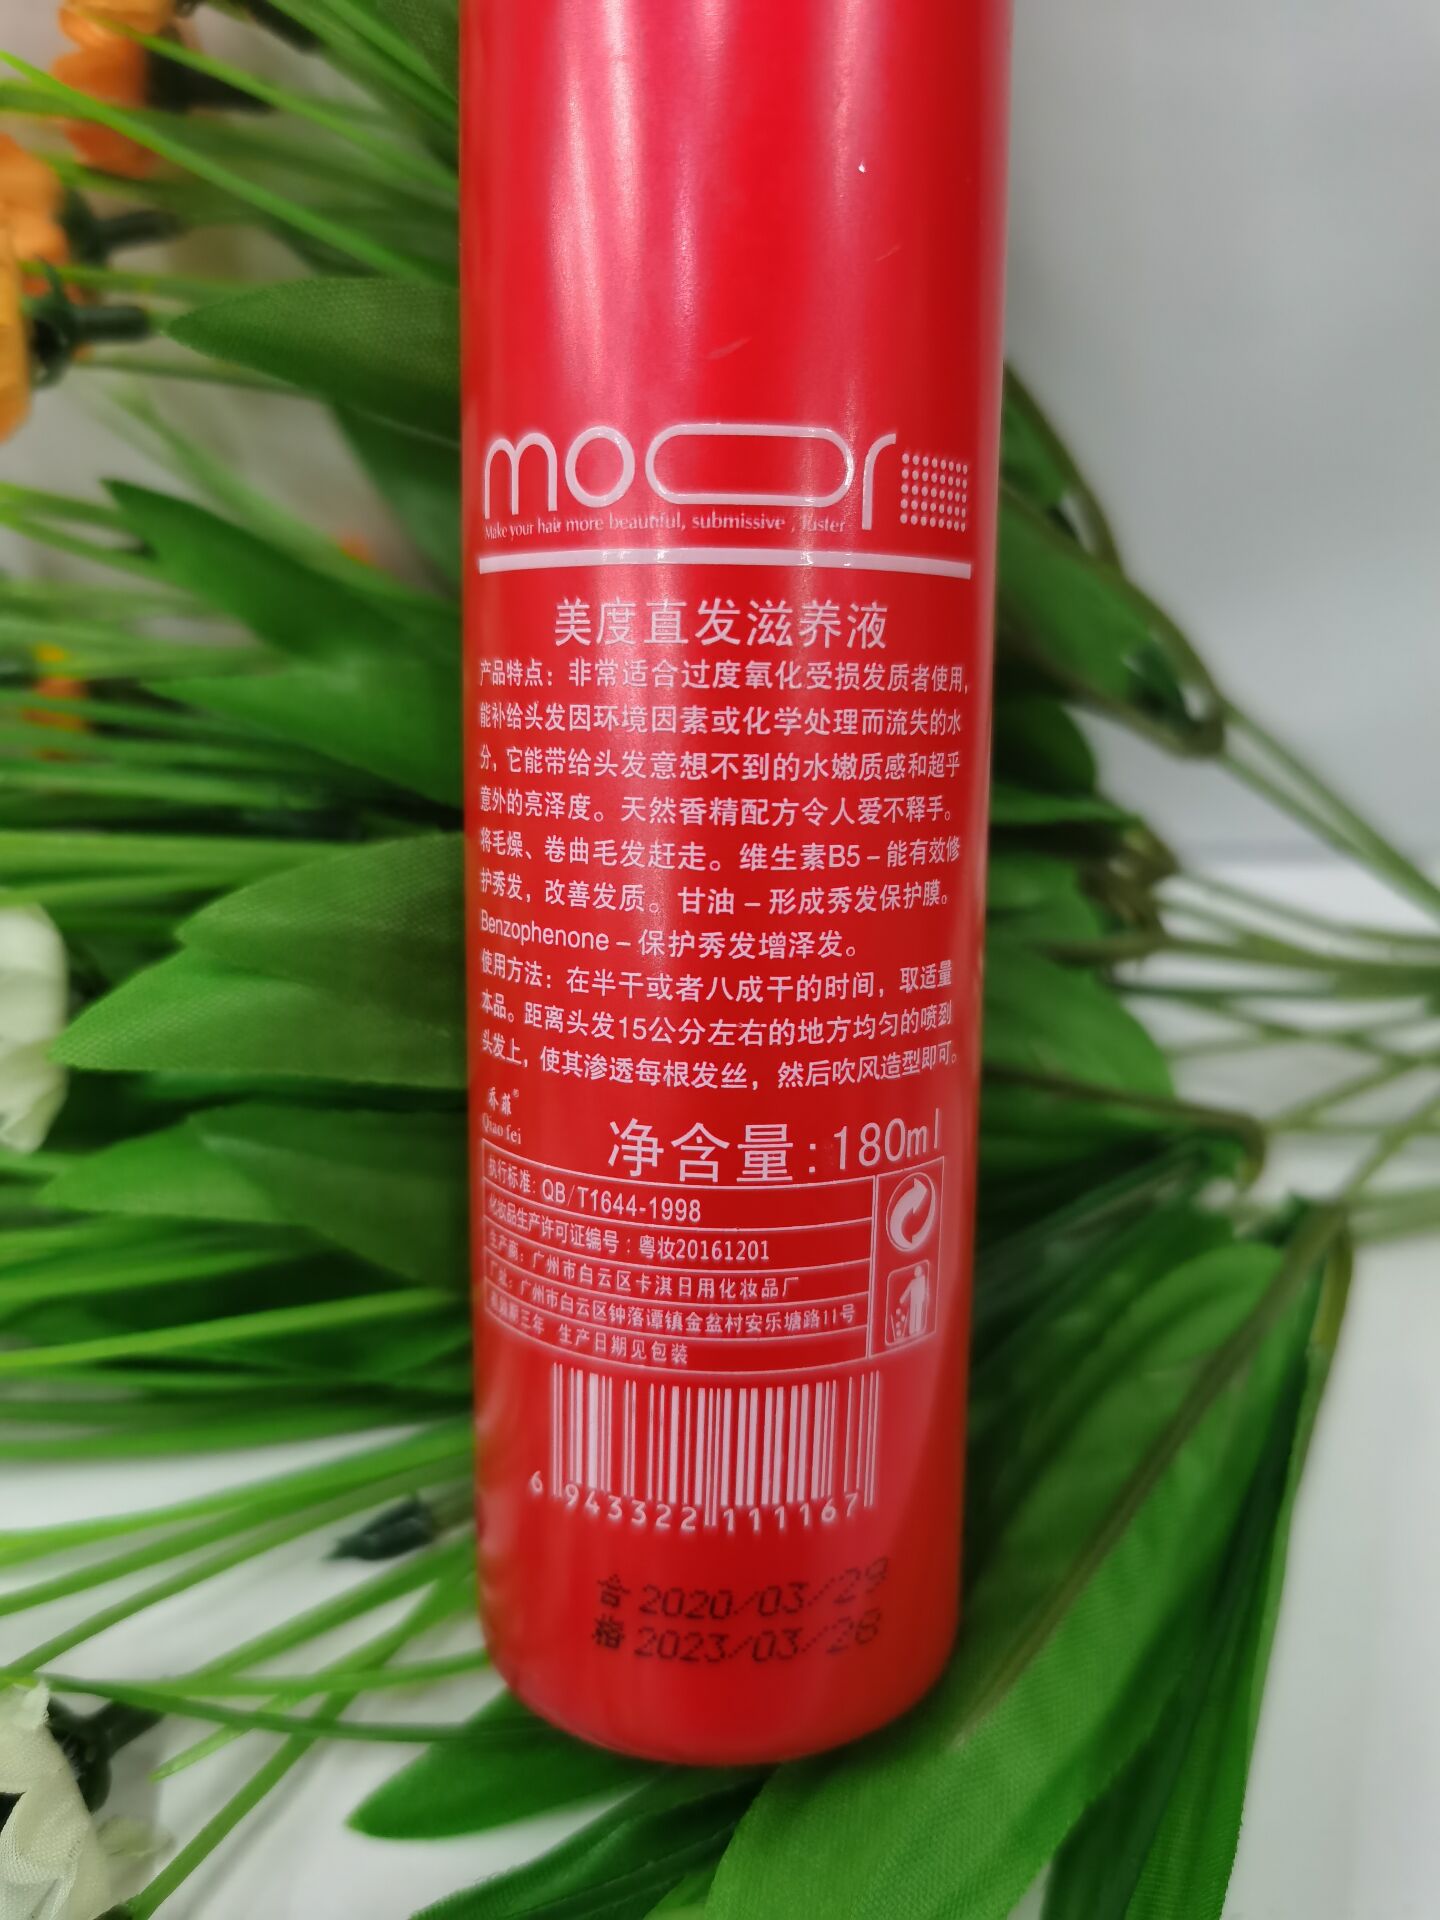 moor
Make your hair more beautiful, submissive , luster
美度直发滋养液
产品特点：非常适合过度氧化受损发质者使用，
能补给头发因环境因素或化学处理而流失的水
分，它能带给头发意想不到的水嫩质感和超乎
意外的亮泽度。天然香精配方令人爱不释手。
将毛燥、卷曲毛发赶走。维生素B5－能有效修
护秀发，改善发质。甘油－形成秀发保护膜。
Benzophenone－保护秀发增泽发。
使用方法：在半干或者八成干的时间，取适量
本品。距离头发15公分左右的地方均匀的喷到
头发上，使其渗透每根发丝，然后吹风造型即可。
乔菲®
Qiao fei
净含量：180ml
执行标准：QB/T1644-1998
化妆品生产许可证编号：粤妆20161201
生产商：广州市白云区卡淇日用化妆品厂
厂址：广州市白云区钟落谭镇金盆村安乐塘路11号
保质期三年 生产日期见包装
6 943322 111167
合 2020/03/29
格 2023/03/28